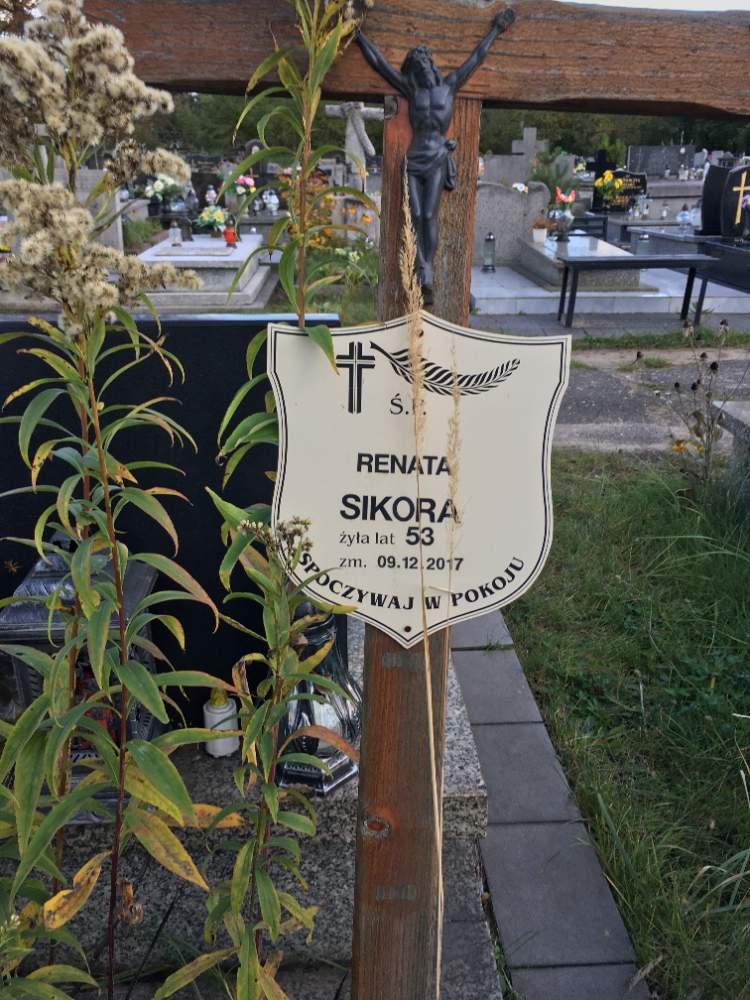 Ś.P.
RENATA
SIKORA
żyła lat 53
zm. 09.12.2017
SPOCZYWAJ W POKOJU